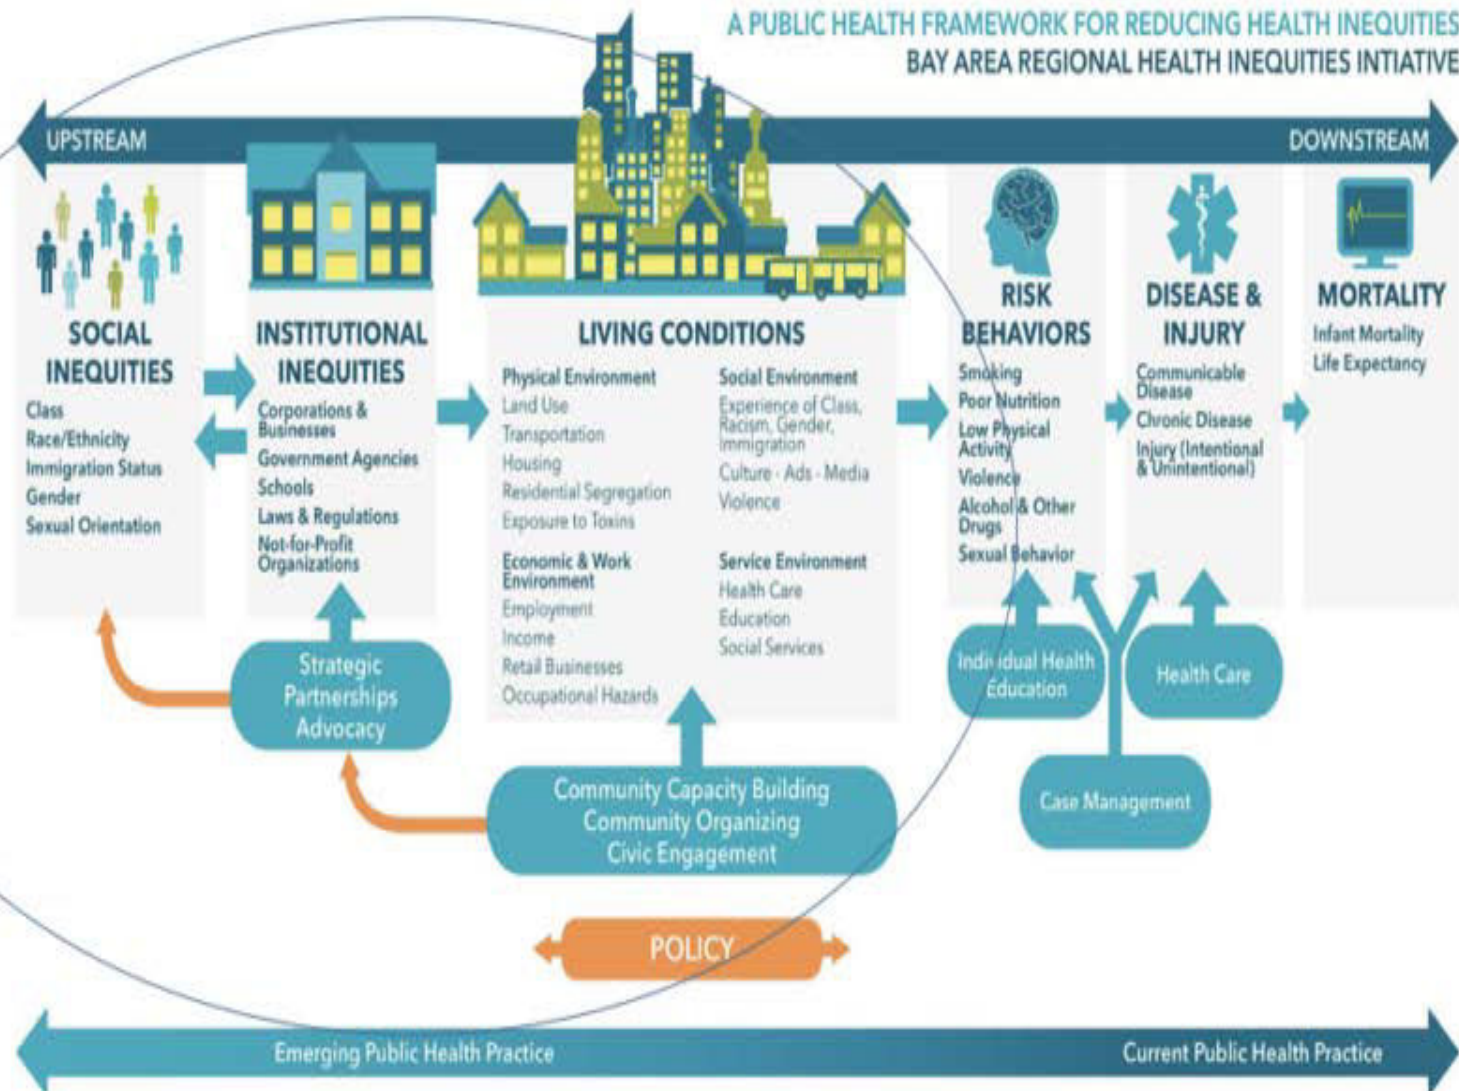 A PUBLIC HEALTH FRAMEWORK FOR REDUCING HEALTH INEQUITIES
BAY AREA REGIONAL HEALTH INEQUITIES INTIATIVE
UPSTREAM
DOWNSTREAM
SOCIAL
INEQUITIES
Class
Race/Ethnicity
Immigration Status
Gender
Sexual Orientation
INSTITUTIONAL
INEQUITIES
Corporations &
Businesses
Government Agencies
Schools
Laws & Regulations
Not-for-Profit
Organizations
LIVING CONDITIONS
Physical Environment
Land Use
Transportation
Housing
Residential Segregation
Exposure to Toxins
Economic & Work
Environment
Employment
Income
Retail Businesses
Occupational Hazards
Social Environment
Experience of Class,
Racism, Gender,
Immigration
Culture - Ads - Media
Violence
Service Environment
Health Care
Education
Social Services
RISK
BEHAVIORS
Smoking
Poor Nutrition
Low Physical
Activity
Violence
Alcohol & Other
Drugs
Sexual Behavior
DISEASE &
INJURY
Communicable
Disease
Chronic Disease
Injury (Intentional
& Unintentional)
MORTALITY
Infant Mortality
Life Expectancy
Strategic
Partnerships
Advocacy
Community Capacity Building
Community Organizing
Civic Engagement
Individual Health
Education
Health Care
Case Management
POLICY
Emerging Public Health Practice
Current Public Health Practice